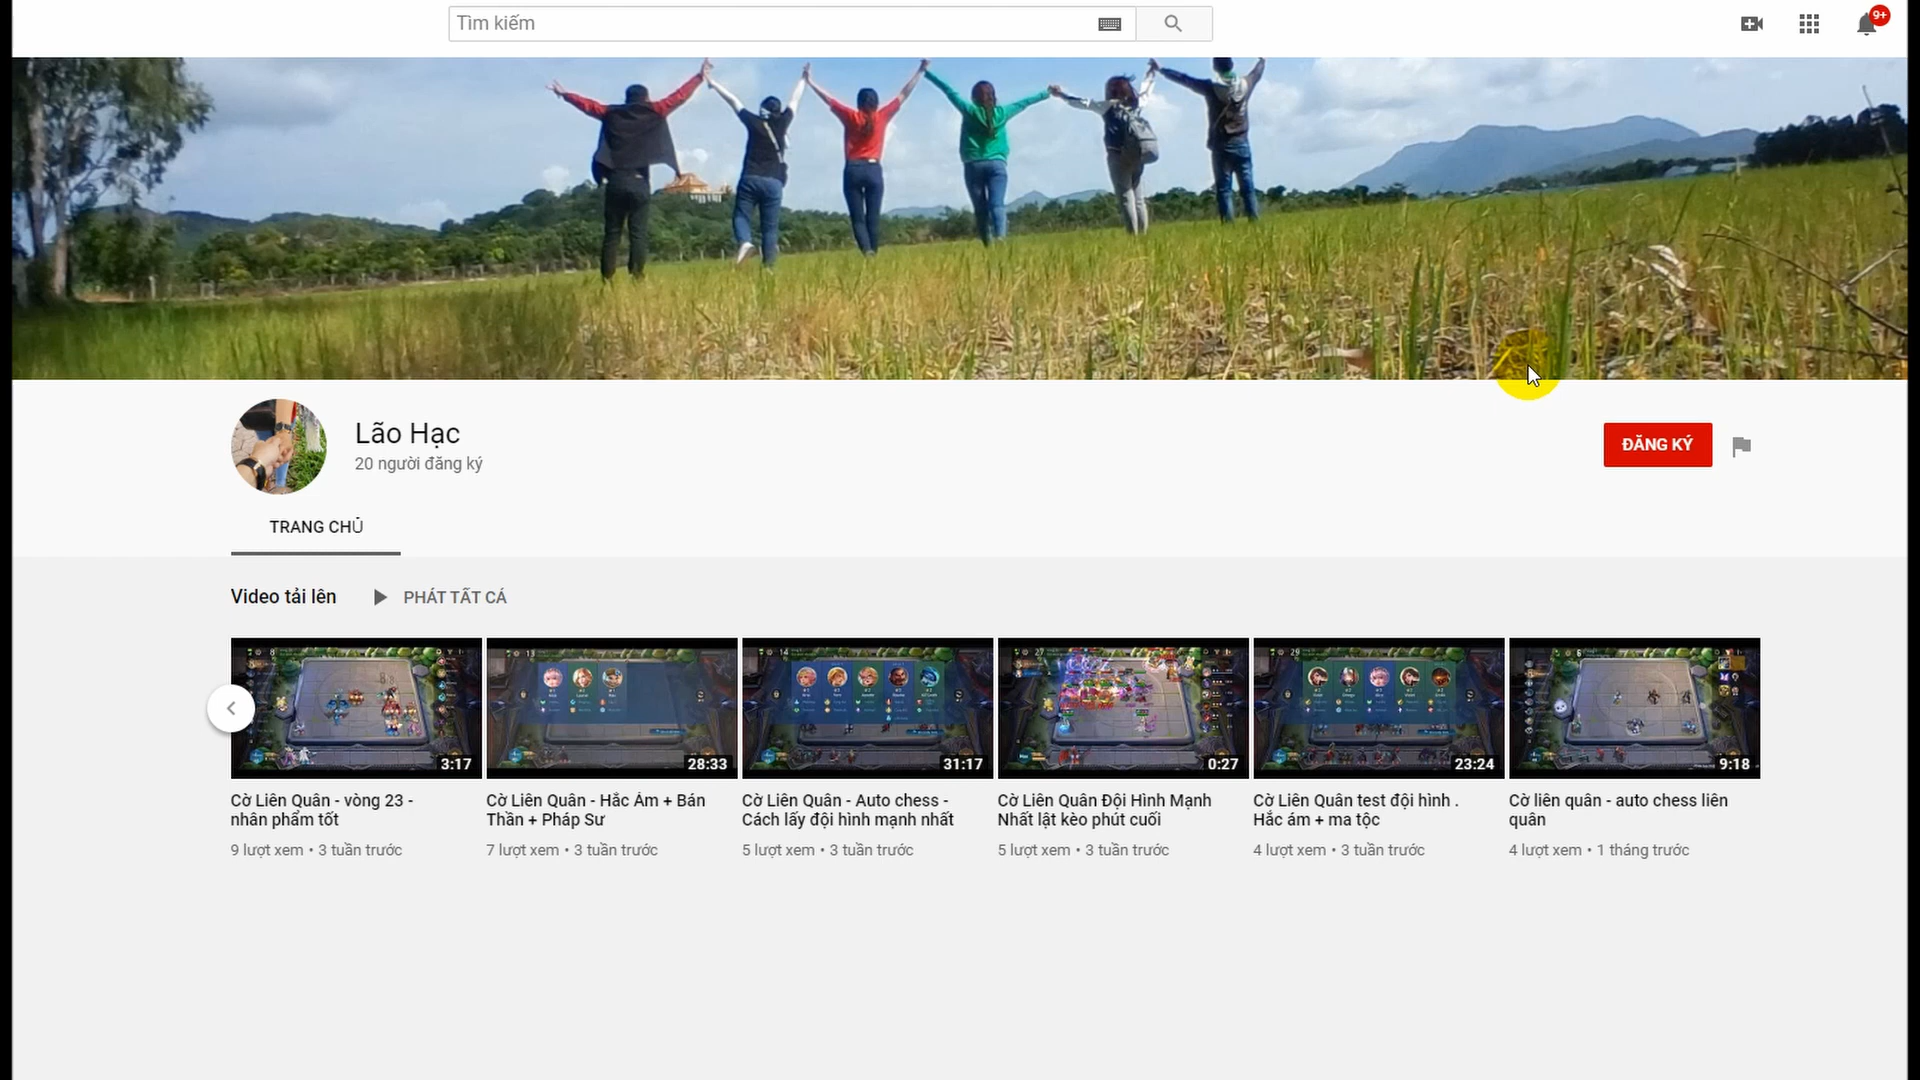 Tìm kiếm
9+
Lão Hạc
20 người đăng ký
ĐĂNG KÝ
TRANG CHỦ
Video tải lên
PHÁT TẤT CẢ
3:17
28:33
31:17
0:27
23:24
9:18
Cờ Liên Quân - vòng 23 -
nhân phẩm tốt
9 lượt xem • 3 tuần trước
Cờ Liên Quân - Hắc Ám + Bán
Thần + Pháp Sư
7 lượt xem • 3 tuần trước
Cờ Liên Quân - Auto chess -
Cách lấy đội hình mạnh nhất
5 lượt xem • 3 tuần trước
Cờ Liên Quân Đội Hình Mạnh
Nhất lật kèo phút cuối
5 lượt xem • 3 tuần trước
Cờ Liên Quân test đội hình .
Hắc ám + ma tộc
4 lượt xem • 3 tuần trước
Cờ liên quân - auto chess liên
quân
4 lượt xem • 1 tháng trước